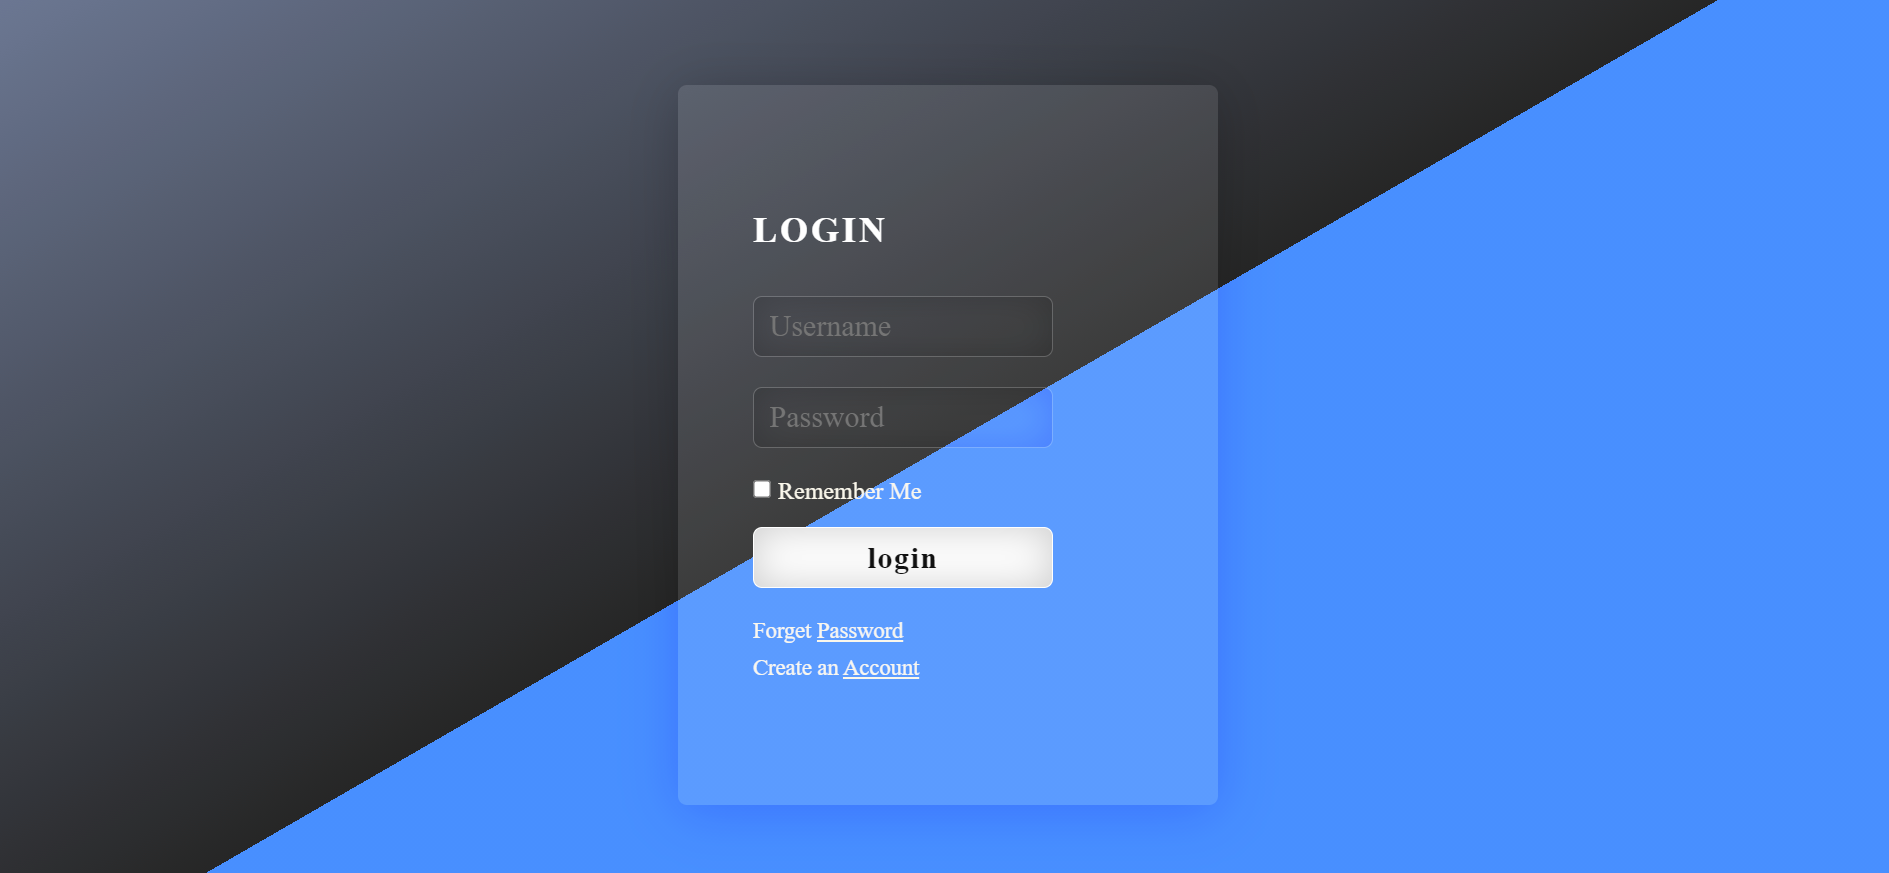 LOGIN
Username
Password
Remember Me
login
Forget Password
Create an Account